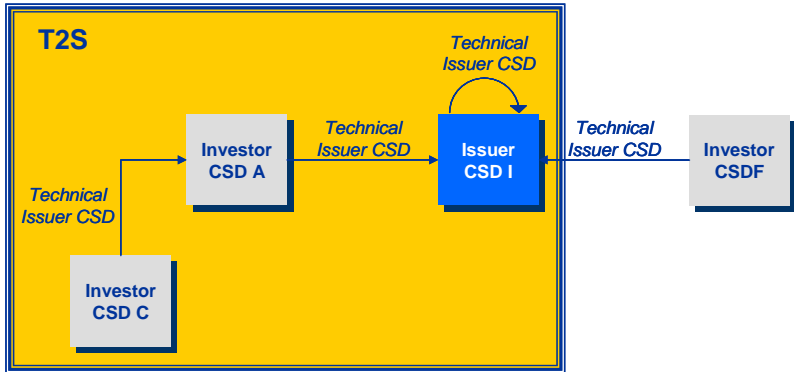 T2S
Technical
Issuer CSD
Technical
Issuer CSD
Technical
Issuer CSD
Investor
CSD A
Issuer
CSD I
Investor
CSDF
Technical
Issuer CSD
Investor
CSD C